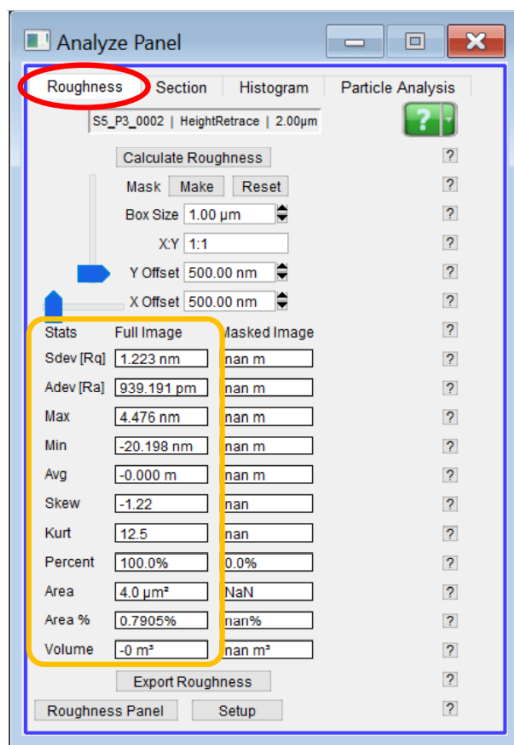 Analyze Panel
Roughness Section Histogram Particle Analysis
S5_P3_0002 | HeightRetrace | 2.00µm
?
Calculate Roughness ?
Mask Make Reset ?
Box Size 1.00 µm ?
X:Y 1:1 ?
Y Offset 500.00 nm ?
X Offset 500.00 nm ?
Stats Full Image Masked Image ?
Sdev [Rq] 1.223 nm nan m ?
Adev [Ra] 939.191 pm nan m ?
Max 4.476 nm nan m ?
Min -20.198 nm nan m ?
Avg -0.000 m nan m ?
Skew -1.22 nan ?
Kurt 12.5 nan ?
Percent 100.0% 0.0% ?
Area 4.0 µm² NaN ?
Area % 0.7905% nan% ?
Volume -0 m³ nan m³ ?
Export Roughness ?
Roughness Panel Setup ?